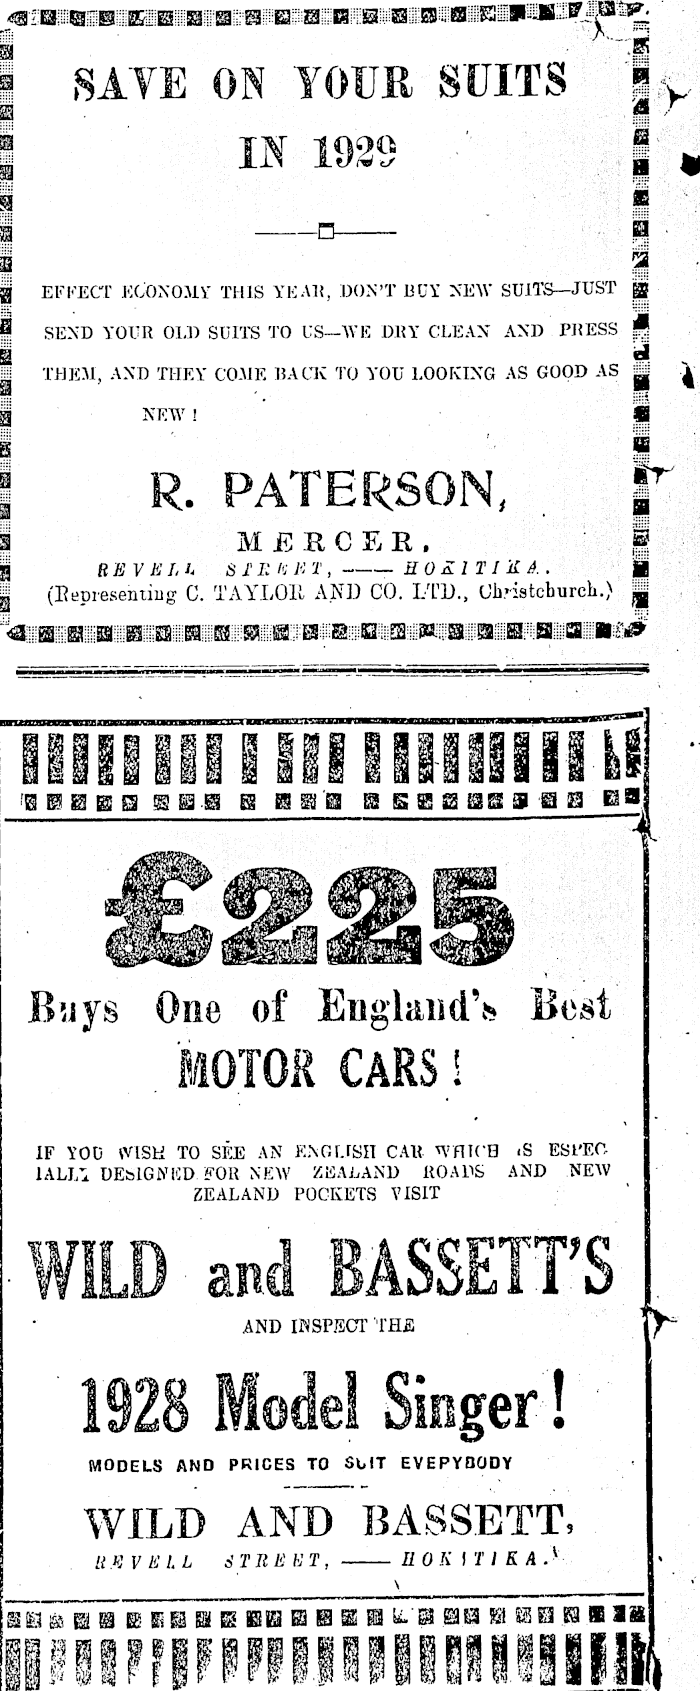 SAVE ON YOUR SUITS
IN 1929
EFFECT ECONOMY THIS YEAR, DON'T BUY NEW SUITS—JUST
SEND YOUR OLD SUITS TO US—WE DRY CLEAN AND PRESS
THEM, AND THEY COME BACK TO YOU LOOKING AS GOOD AS
NEW!
R. PATERSON,
MERCER.
REVELL STREET, —— HOKITIKA.
(Representing C. TAYLOR AND CO. LTD., Christchurch.)
£225
Buys One of England's Best
MOTOR CARS!
IF YOU WISH TO SEE AN ENGLISH CAR WHICH IS ESPEC-
IALLY DESIGNED FOR NEW ZEALAND ROADS AND NEW
ZEALAND POCKETS VISIT
WILD and BASSETT'S
AND INSPECT THE
1928 Model Singer!
MODELS AND PRICES TO SUIT EVERYBODY
WILD AND BASSETT,
REVELL STREET, —— HOKITIKA.